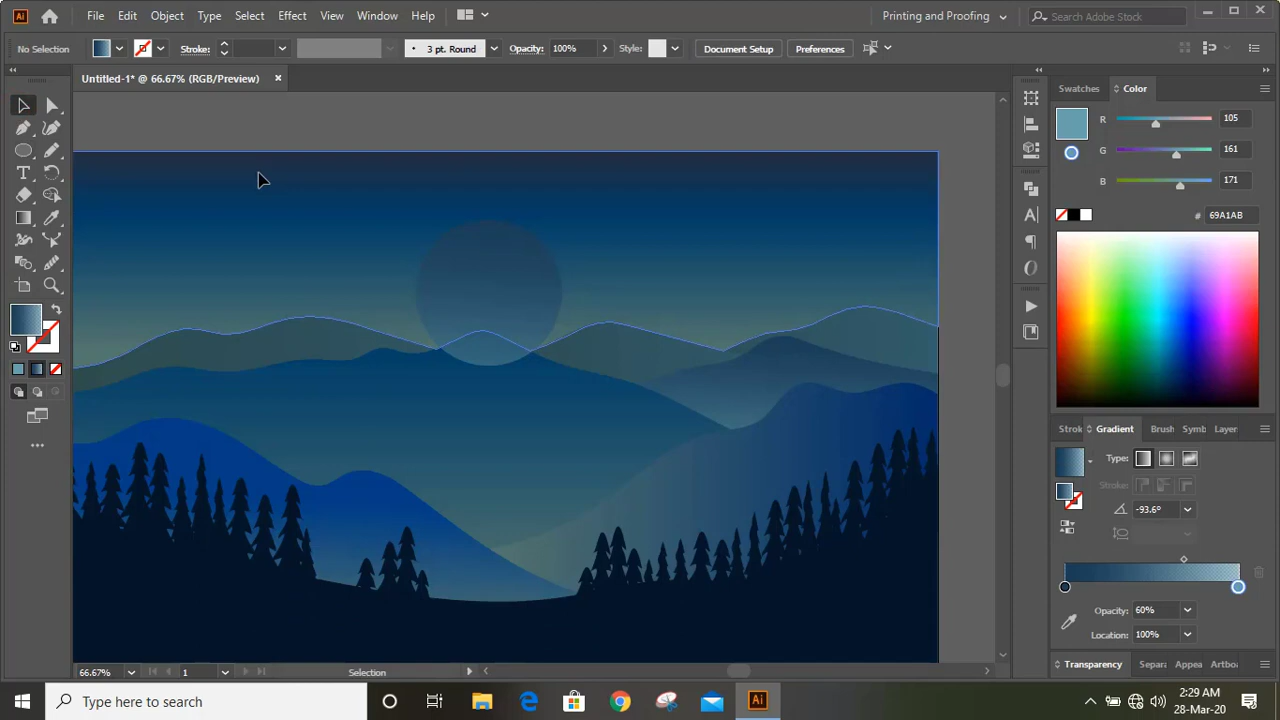 Ai File Edit Object Type Select Effect View Window Help Printing and Proofing Search Adobe Stock
No Selection Stroke: 3 pt. Round Opacity: 100% Style: Document Setup Preferences
Untitled-1* @ 66.67% (RGB/Preview)
Swatches Color
R 105
G 161
B 171
# 69A1AB
Strok Gradient Brush Symb Layer
Type:
Stroke:
-93.6°
Opacity: 60%
Location: 100%
Transparency Separa Appea Artbo
66.67% 1 Selection
Type here to search
Ai
2:29 AM
28-Mar-20